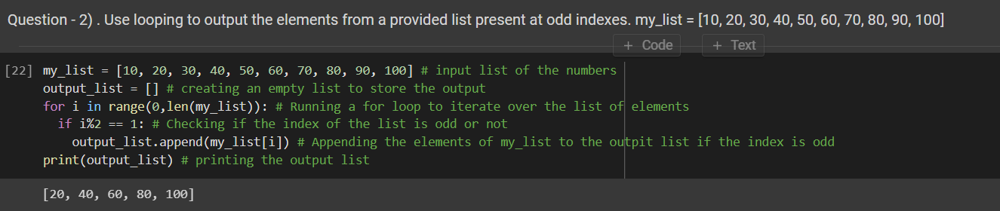 Question - 2) . Use looping to output the elements from a provided list present at odd indexes. my_list = [10, 20, 30, 40, 50, 60, 70, 80, 90, 100]
+ Code + Text
[22] my_list = [10, 20, 30, 40, 50, 60, 70, 80, 90, 100] # input list of the numbers
output_list = [] # creating an empty list to store the output
for i in range(0,len(my_list)): # Running a for loop to iterate over the list of elements
if i%2 == 1: # Checking if the index of the list is odd or not
output_list.append(my_list[i]) # Appending the elements of my_list to the outpit list if the index is odd
print(output_list) # printing the output list
[20, 40, 60, 80, 100]